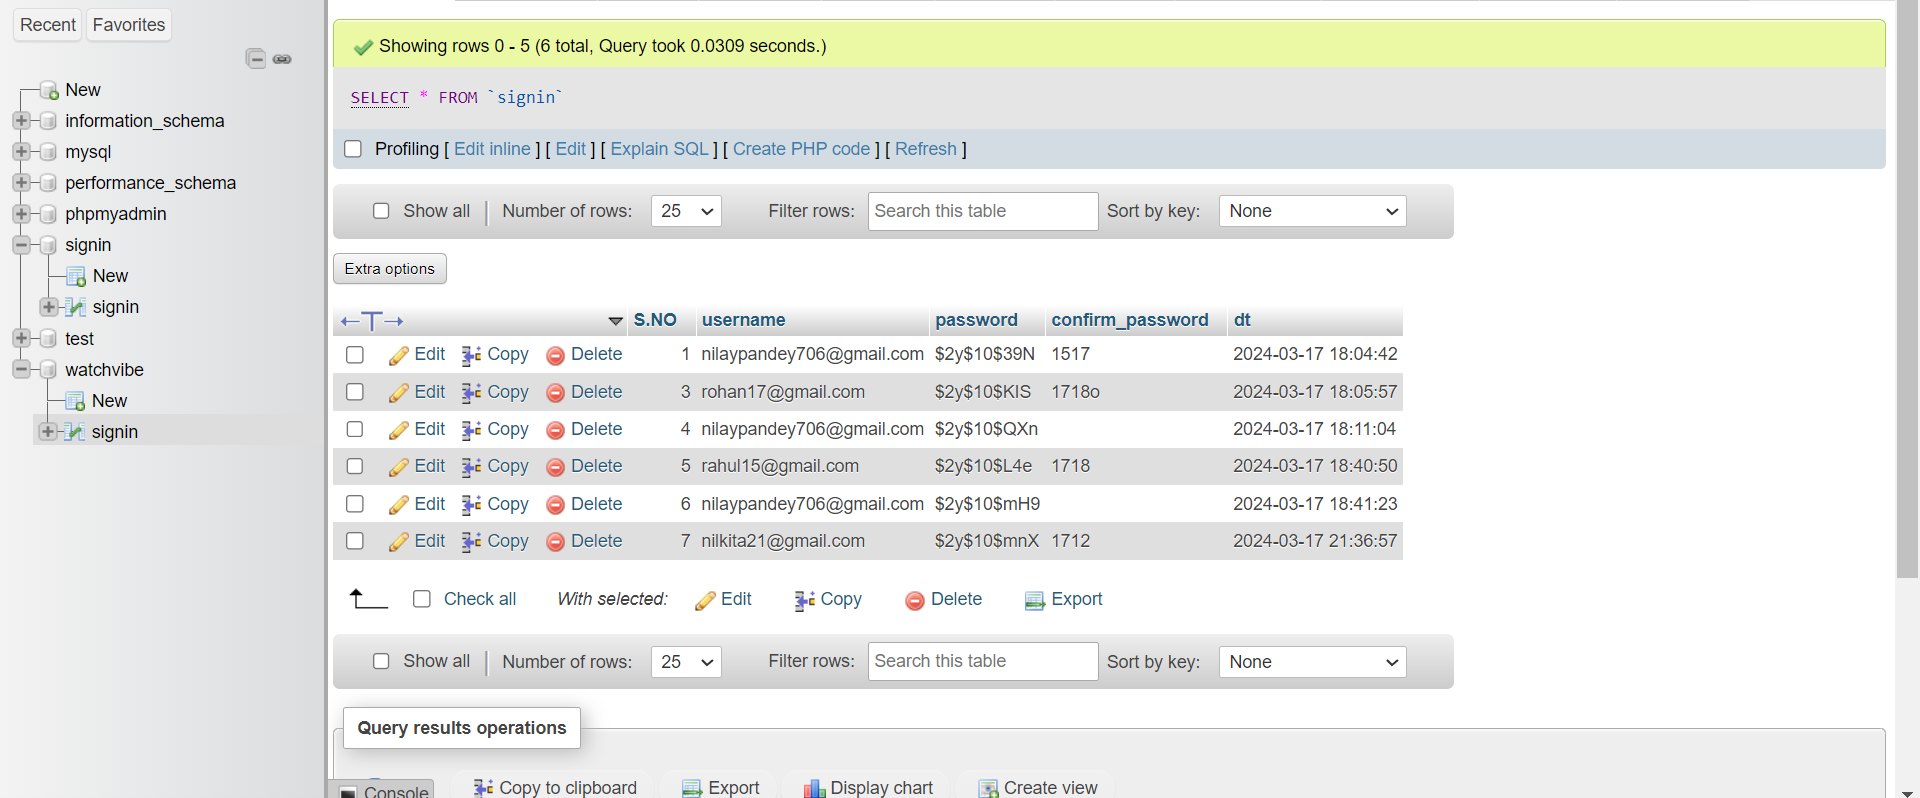 Recent Favorites
New
information_schema
mysql
performance_schema
phpmyadmin
signin
New
signin
test
watchvibe
New
signin
Showing rows 0 - 5 (6 total, Query took 0.0309 seconds.)
SELECT * FROM `signin`
Profiling [ Edit inline ] [ Edit ] [ Explain SQL ] [ Create PHP code ] [ Refresh ]
Show all Number of rows: 25 Filter rows: Search this table Sort by key: None
Extra options
←T→ S.NO username password confirm_password dt
Edit Copy Delete 1 nilaypandey706@gmail.com $2y$10$39N 1517 2024-03-17 18:04:42
Edit Copy Delete 3 rohan17@gmail.com $2y$10$KIS 1718o 2024-03-17 18:05:57
Edit Copy Delete 4 nilaypandey706@gmail.com $2y$10$QXn 2024-03-17 18:11:04
Edit Copy Delete 5 rahul15@gmail.com $2y$10$L4e 1718 2024-03-17 18:40:50
Edit Copy Delete 6 nilaypandey706@gmail.com $2y$10$mH9 2024-03-17 18:41:23
Edit Copy Delete 7 nilkita21@gmail.com $2y$10$mnX 1712 2024-03-17 21:36:57
Check all With selected: Edit Copy Delete Export
Show all Number of rows: 25 Filter rows: Search this table Sort by key: None
Query results operations
Console Copy to clipboard Export Display chart Create view